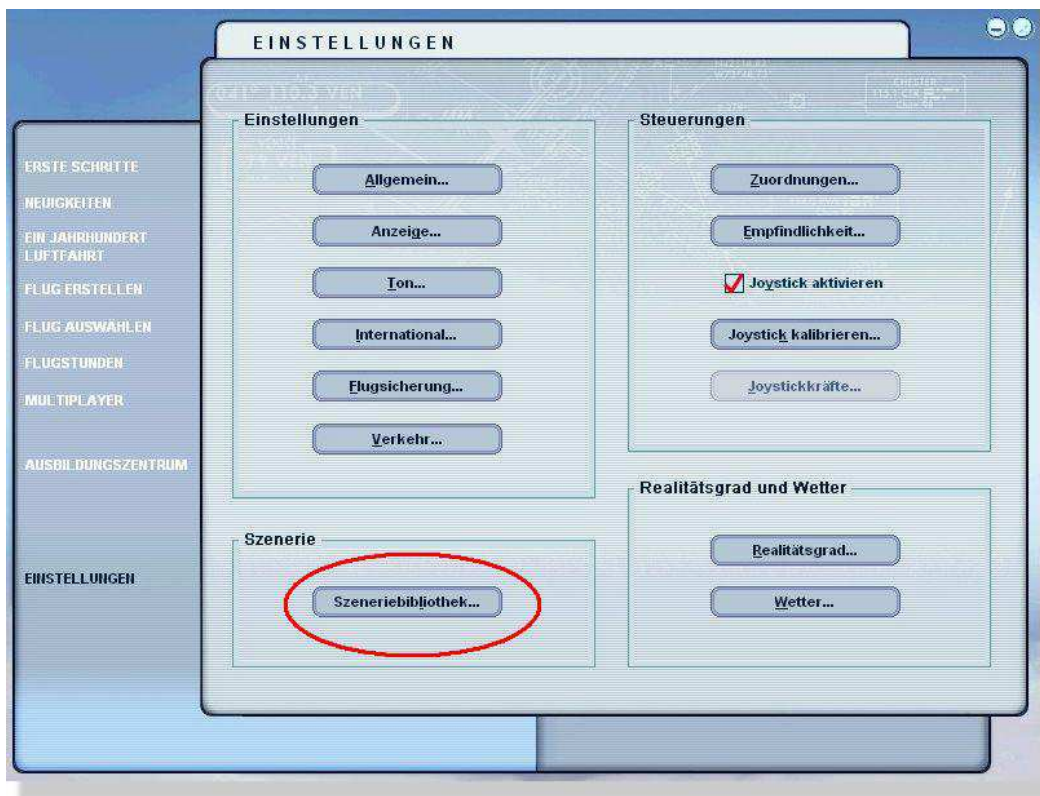 EINSTELLUNGEN
ERSTE SCHRITTE
NEUIGKEITEN
EIN JAHRHUNDERT
LUFTFAHRT
FLUG ERSTELLEN
FLUG AUSWÄHLEN
FLUGSTUNDEN
MULTIPLAYER
AUSBILDUNGSZENTRUM
EINSTELLUNGEN
Einstellungen
Allgemein...
Anzeige...
Ton...
International...
Flugsicherung...
Verkehr...
Szenerie
Szeneriebibliothek...
Steuerungen
Zuordnungen...
Empfindlichkeit...
Joystick aktivieren
Joystick kalibrieren...
Joystickkräfte...
Realitätsgrad und Wetter
Realitätsgrad...
Wetter...